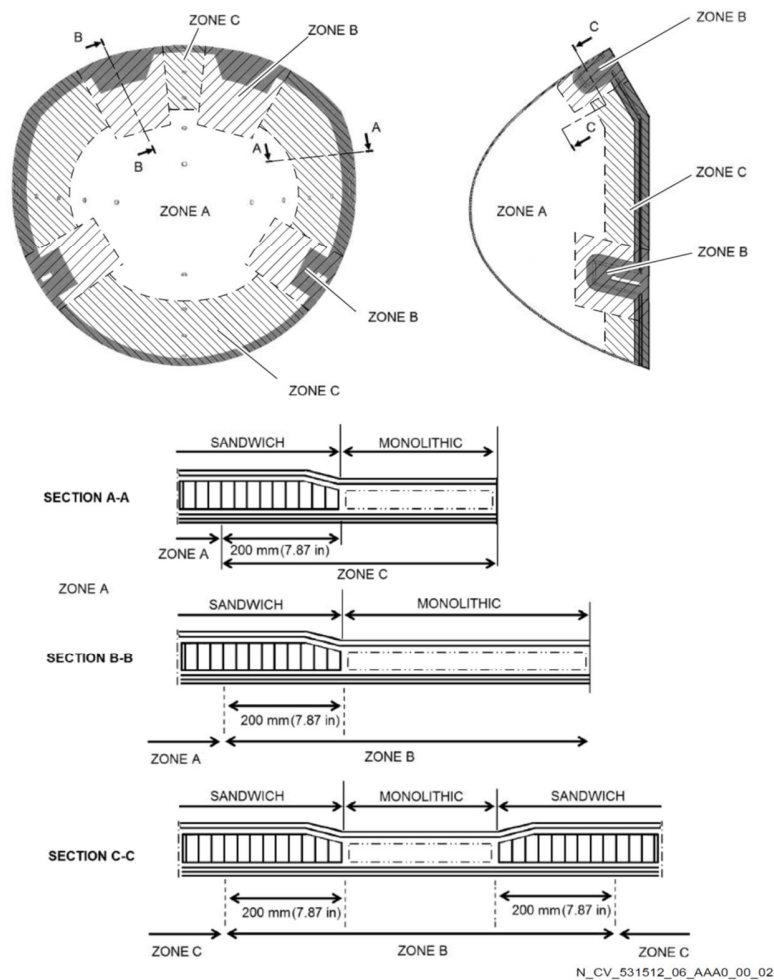 ZONE C
B
ZONE B
B
A
A
ZONE A
ZONE B
ZONE C
C
ZONE B
C
ZONE A
ZONE C
ZONE B
SANDWICH MONOLITHIC
SECTION A-A
ZONE A 200 mm (7.87 in)
ZONE C
ZONE A
SANDWICH MONOLITHIC
SECTION B-B
200 mm (7.87 in)
ZONE A ZONE B
SANDWICH MONOLITHIC SANDWICH
SECTION C-C
200 mm (7.87 in) 200 mm (7.87 in)
ZONE C ZONE B ZONE C
N_CV_531512_06_AAA0_00_02